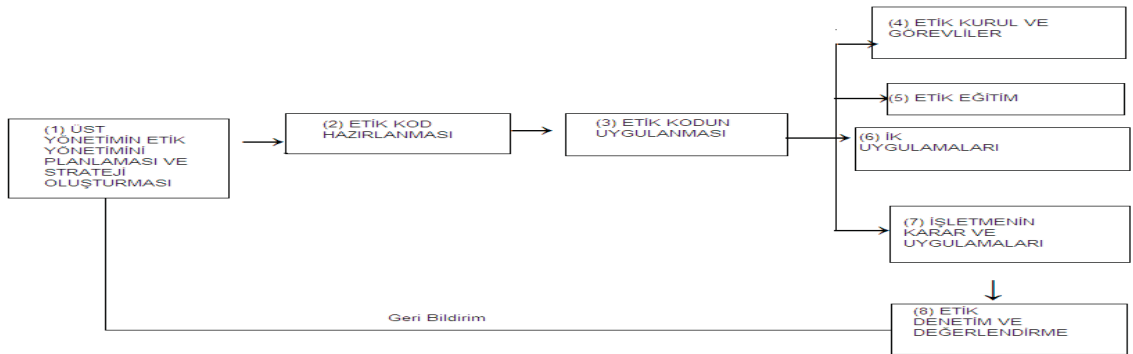 (1) ÜST
YÖNETİMİN ETİK
YÖNETİMİNİ
PLANLAMASI VE
STRATEJİ
OLUŞTURMASI
(2) ETİK KOD
HAZIRLANMASI
(3) ETİK KODUN
UYGULANMASI
(4) ETİK KURUL VE
GÖREVLİLER
(5) ETİK EĞİTİM
(6) İK
UYGULAMALARI
(7) İŞLETMENİN
KARAR VE
UYGULAMALARI
(8) ETİK
DENETİM VE
DEĞERLENDİRME
Geri Bildirim